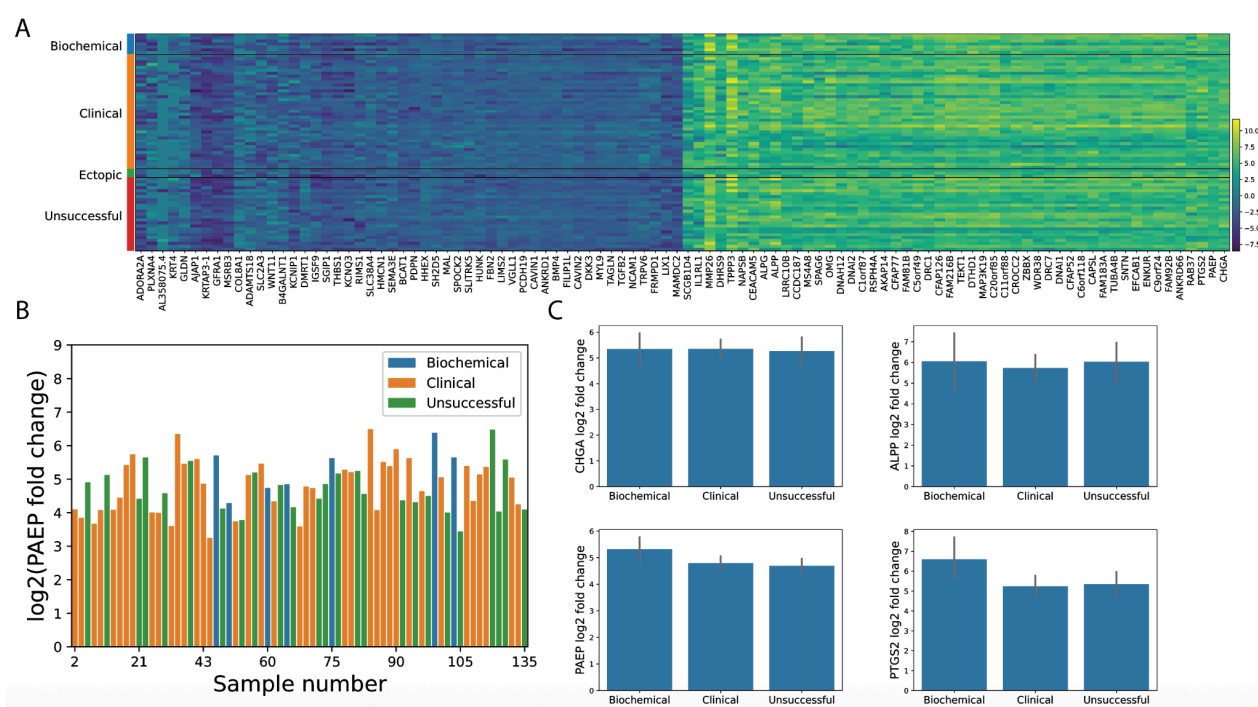 A
Biochemical
Clinical
Ectopic
Unsuccessful
10.0
7.5
5.0
2.5
0.0
−2.5
−5.0
−7.5
ADORA2A
PLXNA4
AL358075.4
KRT4
GLDN
AJAP1
KRTAP3-1
GFRA1
MSRB3
COL8A1
ADAMTS18
SLC2A3
WNT11
B4GALNT1
KCNIP1
DMRT1
IGSF9
SGIP1
THBS1
KCNQ3
RIMS1
SLC38A4
HMCN1
SEMA3E
BCAT1
PDPN
HHEX
SH2D5
MAL
SPOCK2
SLITRK5
HUNK
FBN2
LIMS2
VGLL1
PCDH19
CAVIN1
ANKRD1
BMP4
FILIP1L
CAVIN2
DKK3
MYL9
TAGLN
TGFB2
NCAM1
TRPV6
FRMPD1
LIX1
MAMDC2
SCGB1D4
IL1RL1
MMP26
DHRS9
TPPP3
NAPSB
CEACAM5
ALPG
ALPP
LRRC10B
CCDC187
MS4A8
SPAG6
OMG
DNAH12
DNAI2
C1orf87
RSPH4A
AKAP14
CFAP77
FAM81B
C5orf49
DRC1
CFAP126
FAM216B
TEKT1
DTHD1
MAP3K19
C20orf85
C11orf88
CROCC2
ZBBX
WDR38
DRC7
DNAI1
CFAP52
C6orf118
CAPSL
FAM183A
TUBA4B
SNTN
EFCAB1
ENKUR
C9orf24
FAM92B
ANKRD66
RAB37
PTGS2
PAEP
CHGA
B
log2(PAEP fold change)
9
8
7
6
5
4
3
2
1
0
Biochemical
Clinical
Unsuccessful
2 21 43 60 75 90 105 135
Sample number
C
CHGA log2 fold change
6
5
4
3
2
1
0
Biochemical Clinical Unsuccessful
ALPP log2 fold change
7
6
5
4
3
2
1
0
Biochemical Clinical Unsuccessful
PAEP log2 fold change
6
5
4
3
2
1
0
Biochemical Clinical Unsuccessful
PTGS2 log2 fold change
8
7
6
5
4
3
2
1
0
Biochemical Clinical Unsuccessful